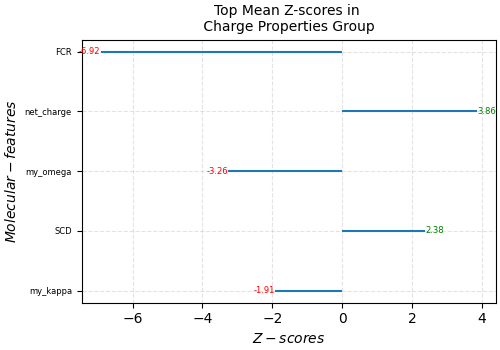 Top Mean Z-scores in
Charge Properties Group
FCR
-6.92
net_charge
3.86
my_omega
-3.26
SCD
2.38
my_kappa
-1.91
Molecular − features
−6 −4 −2 0 2 4
Z − scores